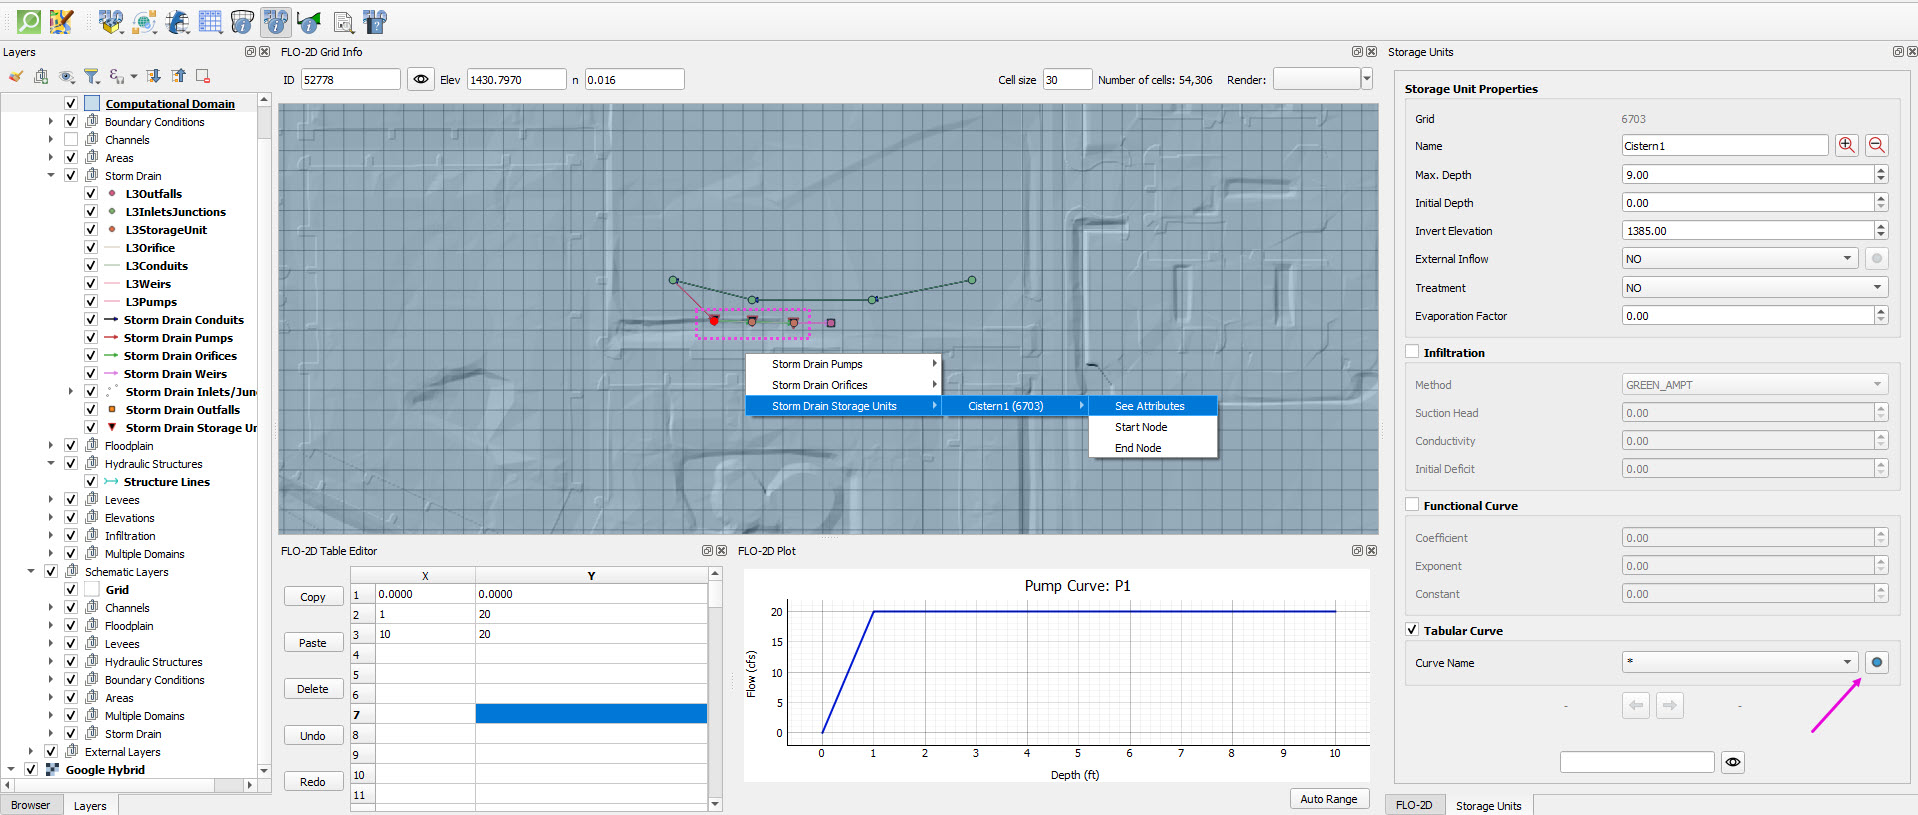 Layers
Computational Domain
Boundary Conditions
Channels
Areas
Storm Drain
L3Outfalls
L3InletsJunctions
L3StorageUnit
L3Orifice
L3Conduits
L3Weirs
L3Pumps
Storm Drain Conduits
Storm Drain Pumps
Storm Drain Orifices
Storm Drain Weirs
Storm Drain Inlets/Jun
Storm Drain Outfalls
Storm Drain Storage Un
Floodplain
Hydraulic Structures
Structure Lines
Levees
Elevations
Infiltration
Multiple Domains
Schematic Layers
Grid
Channels
Floodplain
Levees
Hydraulic Structures
Boundary Conditions
Areas
Multiple Domains
Storm Drain
External Layers
Google Hybrid
Browser Layers
FLO-2D Grid Info
ID 52778 Elev 1430.7970 n 0.016 Cell size 30 Number of cells: 54,306 Render:
Storm Drain Pumps
Storm Drain Orifices
Storm Drain Storage Units Cistern1 (6703) See Attributes
Start Node
End Node
FLO-2D Table Editor
X Y
Copy
Paste
Delete
Undo
Redo
1 0.0000 0.0000
2 1 20
3 10 20
4
5
6
7
8
9
10
11
FLO-2D Plot
Pump Curve: P1
Flow (cfs)
20
15
10
5
0
0 1 2 3 4 5 6 7 8 9 10
Depth (ft)
Auto Range
Storage Units
Storage Unit Properties
Grid 6703
Name Cistern1
Max. Depth 9.00
Initial Depth 0.00
Invert Elevation 1385.00
External Inflow NO
Treatment NO
Evaporation Factor 0.00
Infiltration
Method GREEN_AMPT
Suction Head 0.00
Conductivity 0.00
Initial Deficit 0.00
Functional Curve
Coefficient 0.00
Exponent 0.00
Constant 0.00
Tabular Curve
Curve Name *
- -
FLO-2D Storage Units